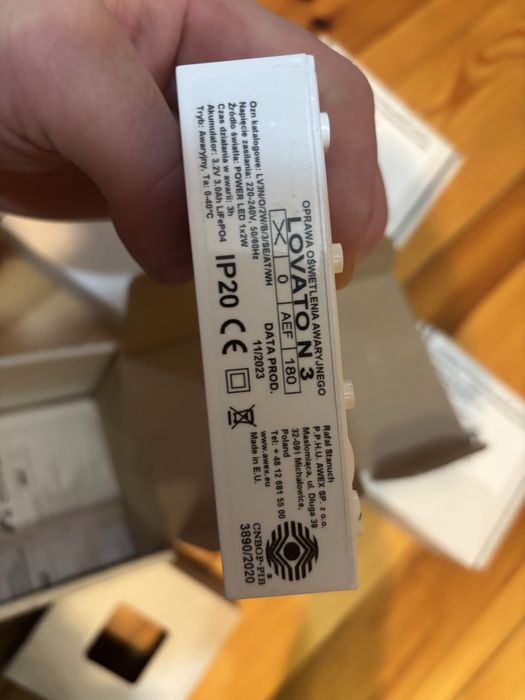 OPRAWA OŚWIETLENIA AWARYJNEGO
LOVATO N 3
X 0 AEF 180
Ozn katalogowe: LV3N/O/2W/B/3/SE/AT/WH
Napięcie zasilania: 220-240V, 50/60Hz
Źródło światła: POWER LED 1x2W
Czas działania w awarii: 3h
Akumulator: 3.2V 3.0Ah LiFePO4
Tryb: Awaryjny, Ta: 0-40°C
IP20 CE
DATA PROD.
11/2023
Rafał Stanuch
P.P.H.U. AWEX SP. z o.o.
Masłomiąca, ul. Długa 39
32-091 Michałowice,
Poland
Tel: + 48 12 681 55 00
www.awex.eu
Made in E.U.
CNBOP-PIB
3890/2020